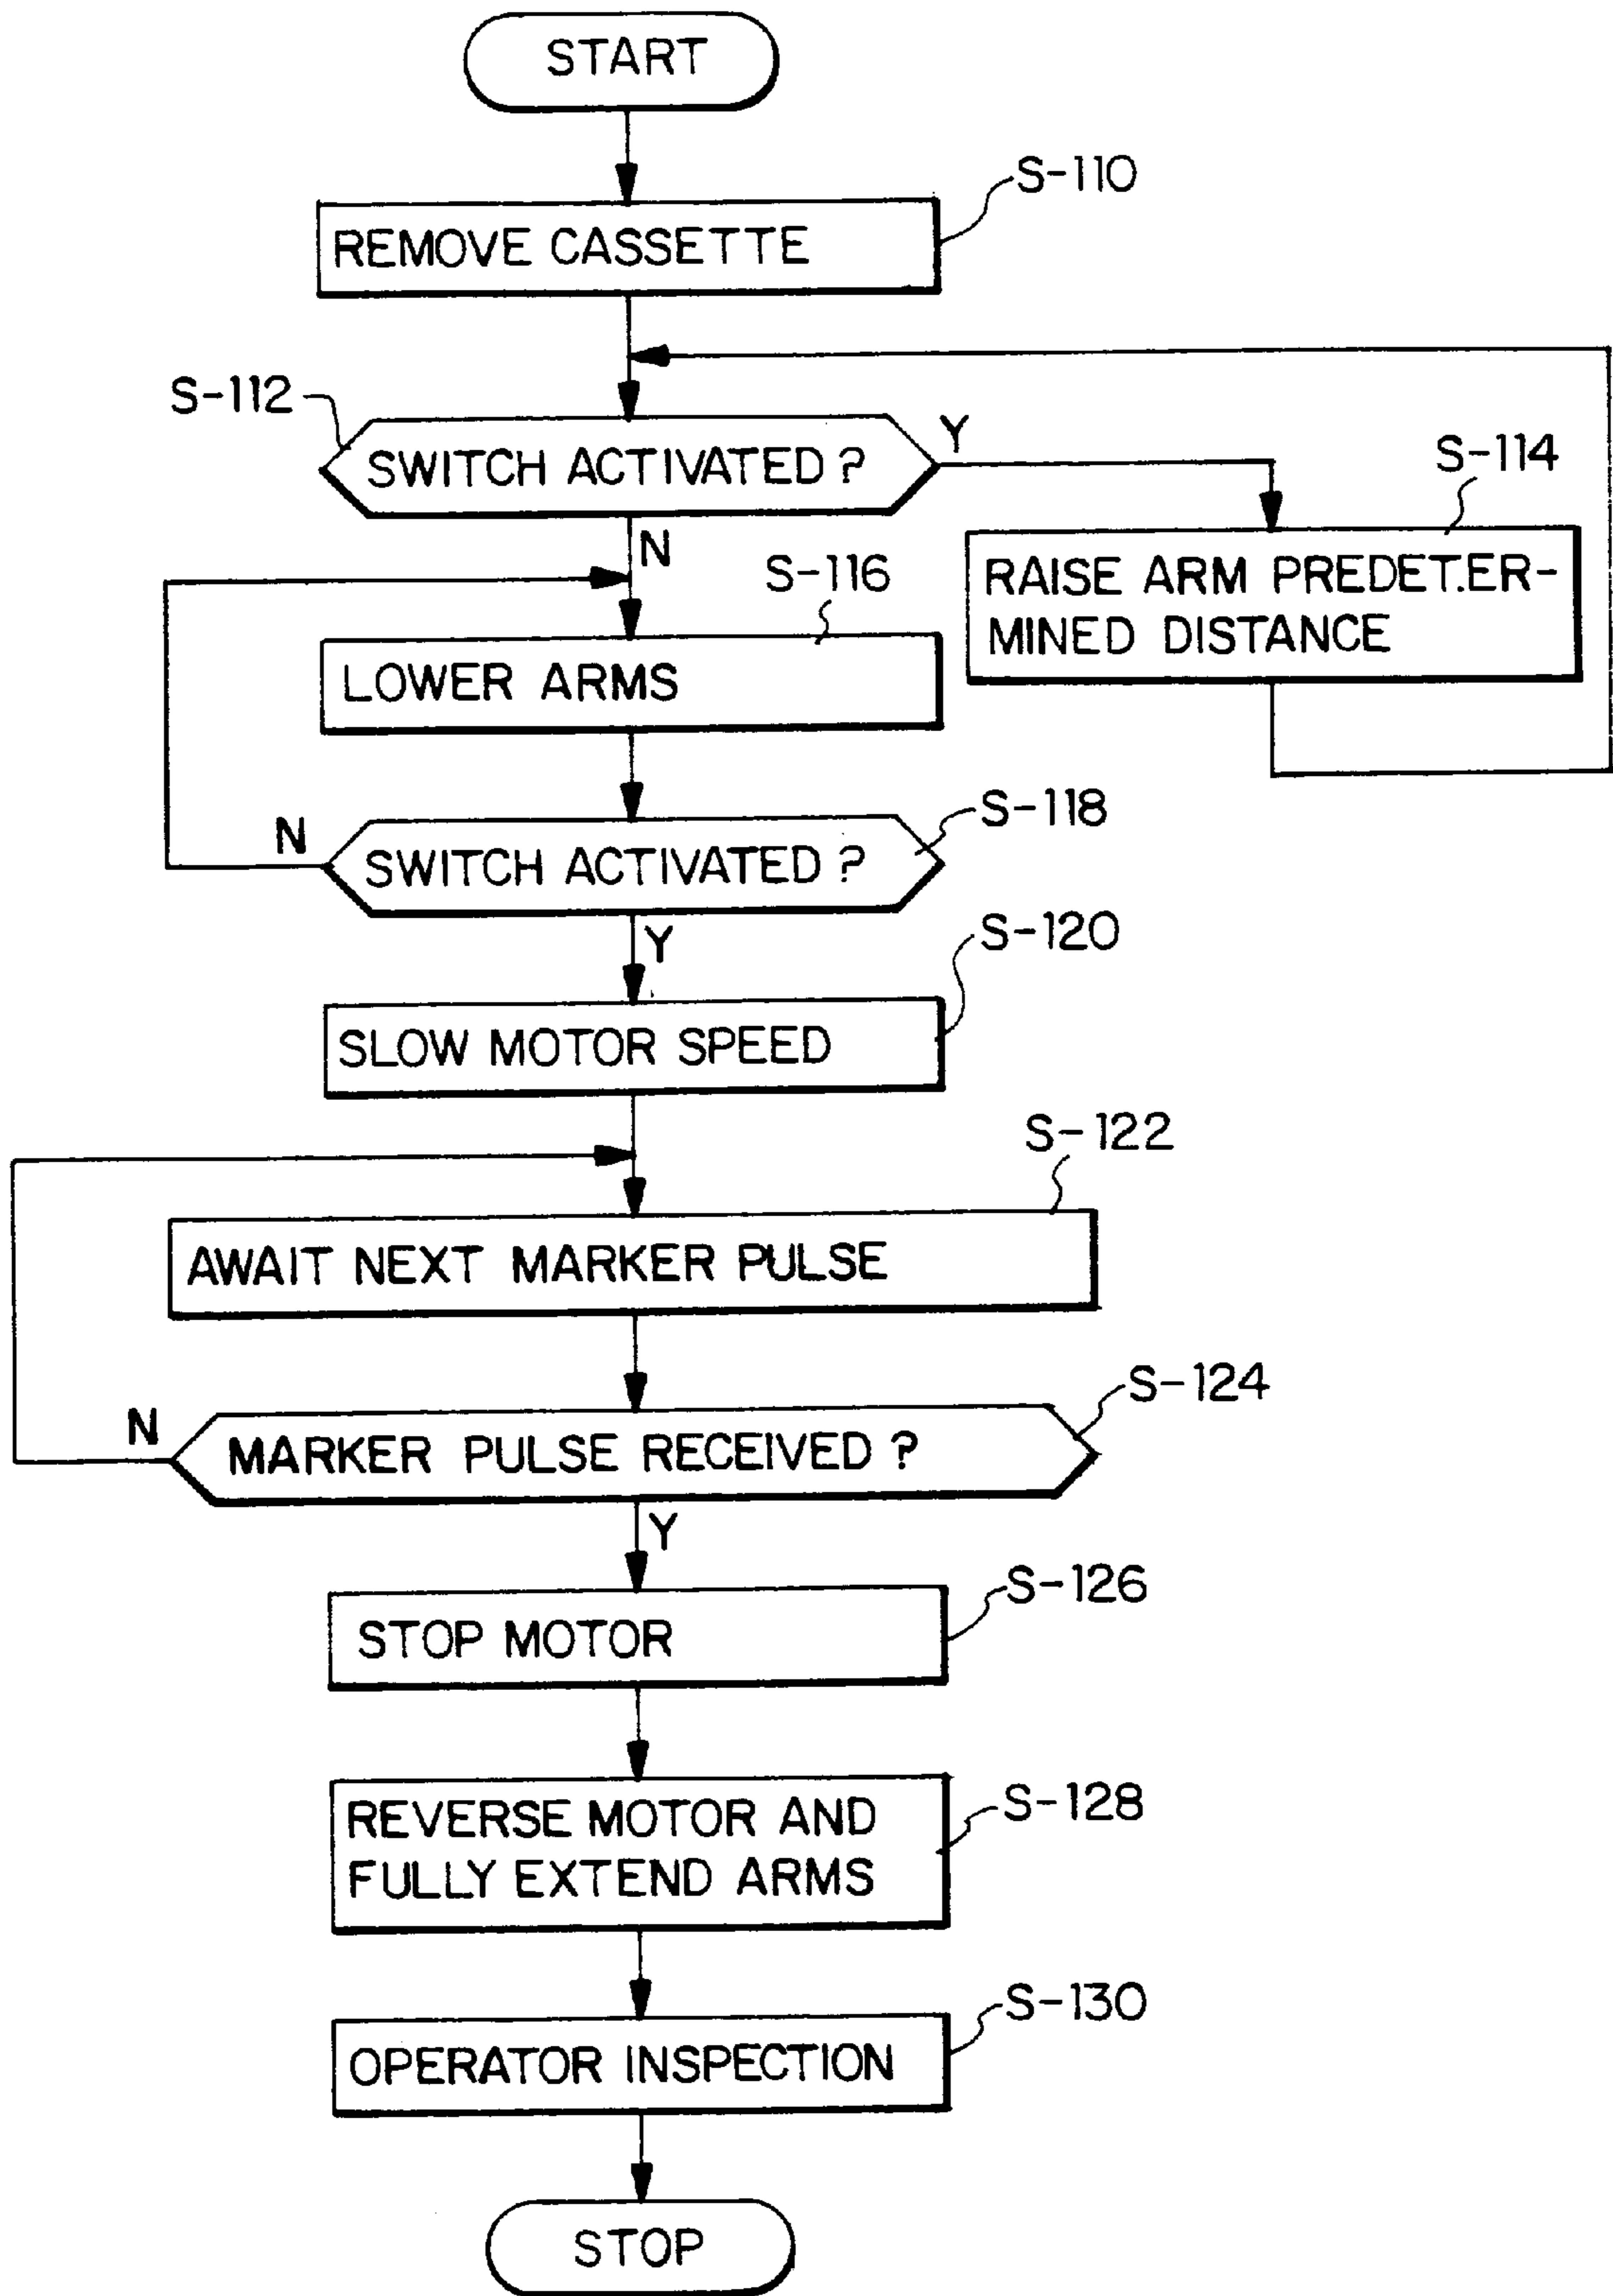 START
S-110
REMOVE CASSETTE
S-112
SWITCH ACTIVATED ?
Y
N
S-114
RAISE ARM PREDETER-
MINED DISTANCE
S-116
LOWER ARMS
S-118
N
SWITCH ACTIVATED ?
Y
S-120
SLOW MOTOR SPEED
S-122
AWAIT NEXT MARKER PULSE
S-124
N
MARKER PULSE RECEIVED ?
Y
S-126
STOP MOTOR
S-128
REVERSE MOTOR AND
FULLY EXTEND ARMS
S-130
OPERATOR INSPECTION
STOP